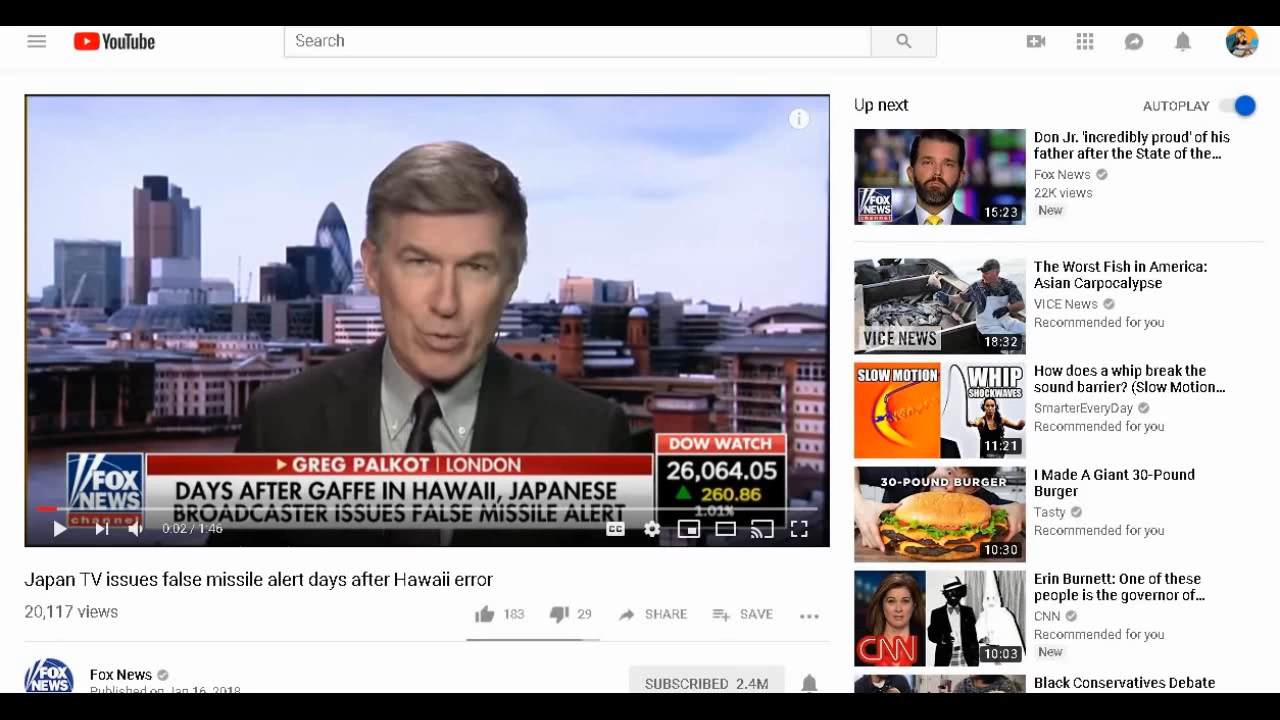 YouTube
Search
Up next
AUTOPLAY
i
FOX
NEWS
channel
GREG PALKOT | LONDON
DAYS AFTER GAFFE IN HAWAII, JAPANESE
BROADCASTER ISSUES FALSE MISSILE ALERT
DOW WATCH
26,064.05
260.86
1.01%
0:02 / 1:46
CC
Japan TV issues false missile alert days after Hawaii error
20,117 views
183
29
SHARE
SAVE
FOX
NEWS
Fox News
Published on Jan 16, 2018
SUBSCRIBED 2.4M
FOX
NEWS
channel
15:23
Don Jr. 'incredibly proud' of his
father after the State of the...
Fox News
22K views
New
VICE NEWS
18:32
The Worst Fish in America:
Asian Carpocalypse
VICE News
Recommended for you
SLOW MOTION
WHIP
SHOCKWAVES
11:21
How does a whip break the
sound barrier? (Slow Motion...
SmarterEveryDay
Recommended for you
30-POUND BURGER
10:30
I Made A Giant 30-Pound
Burger
Tasty
Recommended for you
CNN
10:03
Erin Burnett: One of these
people is the governor of...
CNN
Recommended for you
New
Black Conservatives Debate